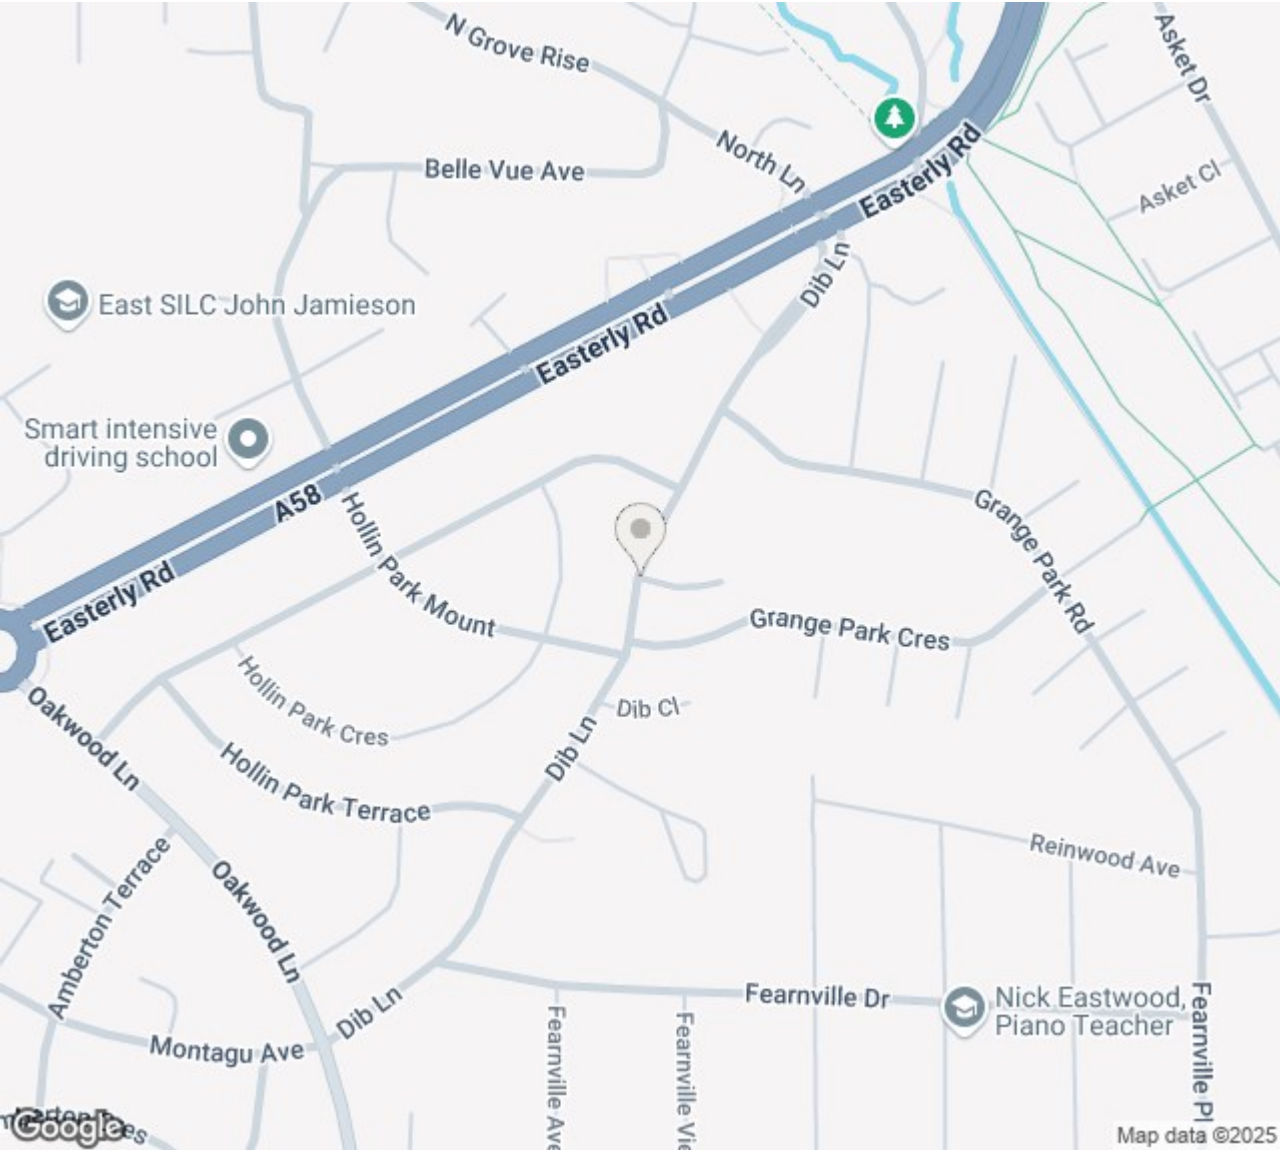 N Grove Rise
Asket Dr
North Ln
Belle Vue Ave
Easterly Rd
Asket Cl
Dib Ln
East SILC John Jamieson
Easterly Rd
Smart intensive
driving school
A58
Hollin Park Mount
Grange Park Rd
Easterly Rd
Grange Park Cres
Hollin Park Cres
Dib Cl
Oakwood Ln
Dib Ln
Hollin Park Terrace
Reinwood Ave
Amberton Terrace
Oakwood Ln
Dib Ln
Fearnville Dr
Nick Eastwood,
Piano Teacher
Fearnville Pl
Montagu Ave
Fearnville Ave
Fearnville Vie
Google
Map data ©2025